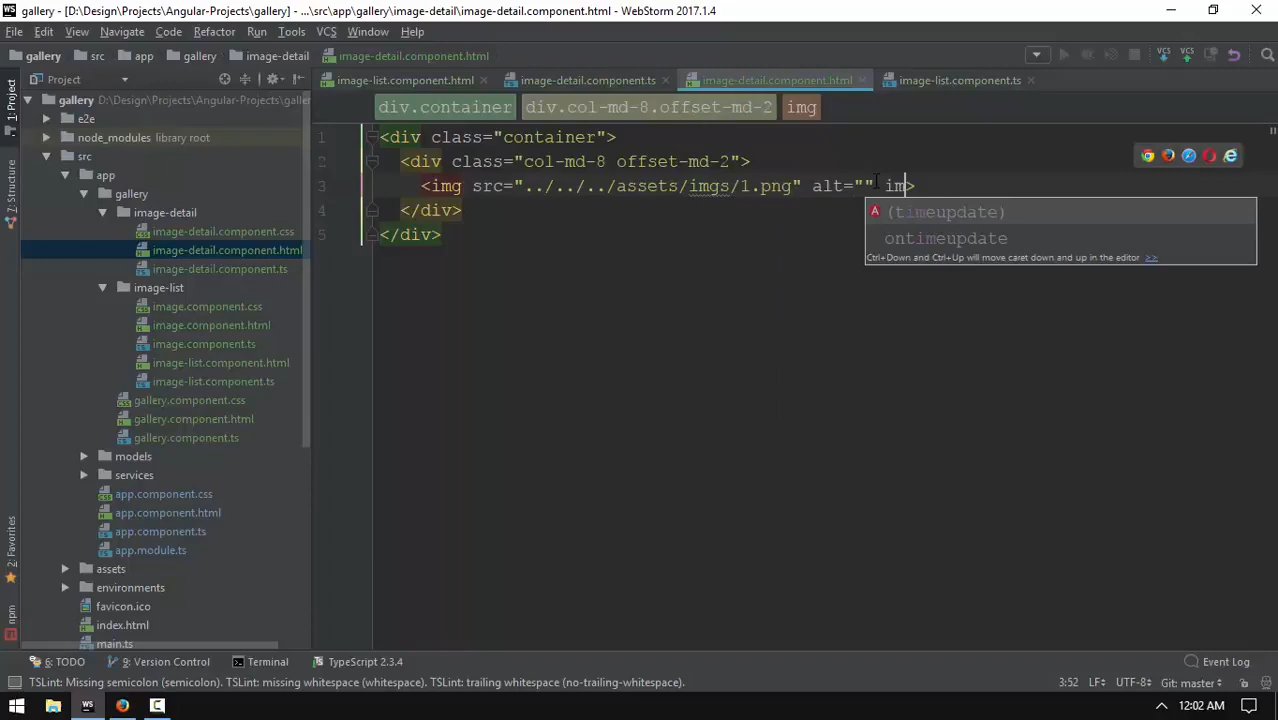 gallery - [D:\Design\Projects\Angular-Projects\gallery] - ...\src\app\gallery\image-detail\image-detail.component.html - WebStorm 2017.1.4
File Edit View Navigate Code Refactor Run Tools VCS Window Help
gallery src app gallery image-detail image-detail.component.html
VCS VCS
Project
image-list.component.html image-detail.component.ts image-detail.component.html image-list.component.ts
1: Project
Structure
2: Favorites
npm
gallery D:\Design\Projects\Angular-Projects\galler
e2e
node_modules library root
src
app
gallery
image-detail
image-detail.component.css
image-detail.component.html
image-detail.component.ts
image-list
image.component.css
image.component.html
image.component.ts
image-list.component.html
image-list.component.ts
gallery.component.css
gallery.component.html
gallery.component.ts
models
services
app.component.css
app.component.html
app.component.ts
app.module.ts
assets
environments
favicon.ico
index.html
main.ts
div.container div.col-md-8.offset-md-2 img
1 <div class="container">
2 <div class="col-md-8 offset-md-2">
3 <img src="../../../assets/imgs/1.png" alt="" im>
4 </div>
5 </div>
(timeupdate)
ontimeupdate
Ctrl+Down and Ctrl+Up will move caret down and up in the editor >>
6: TODO 9: Version Control Terminal TypeScript 2.3.4 Event Log
TSLint: Missing semicolon (semicolon). TSLint: missing whitespace (whitespace). TSLint: trailing whitespace (no-trailing-whitespace). 3:52 LF÷ UTF-8÷ Git: master÷
WS 12:02 AM